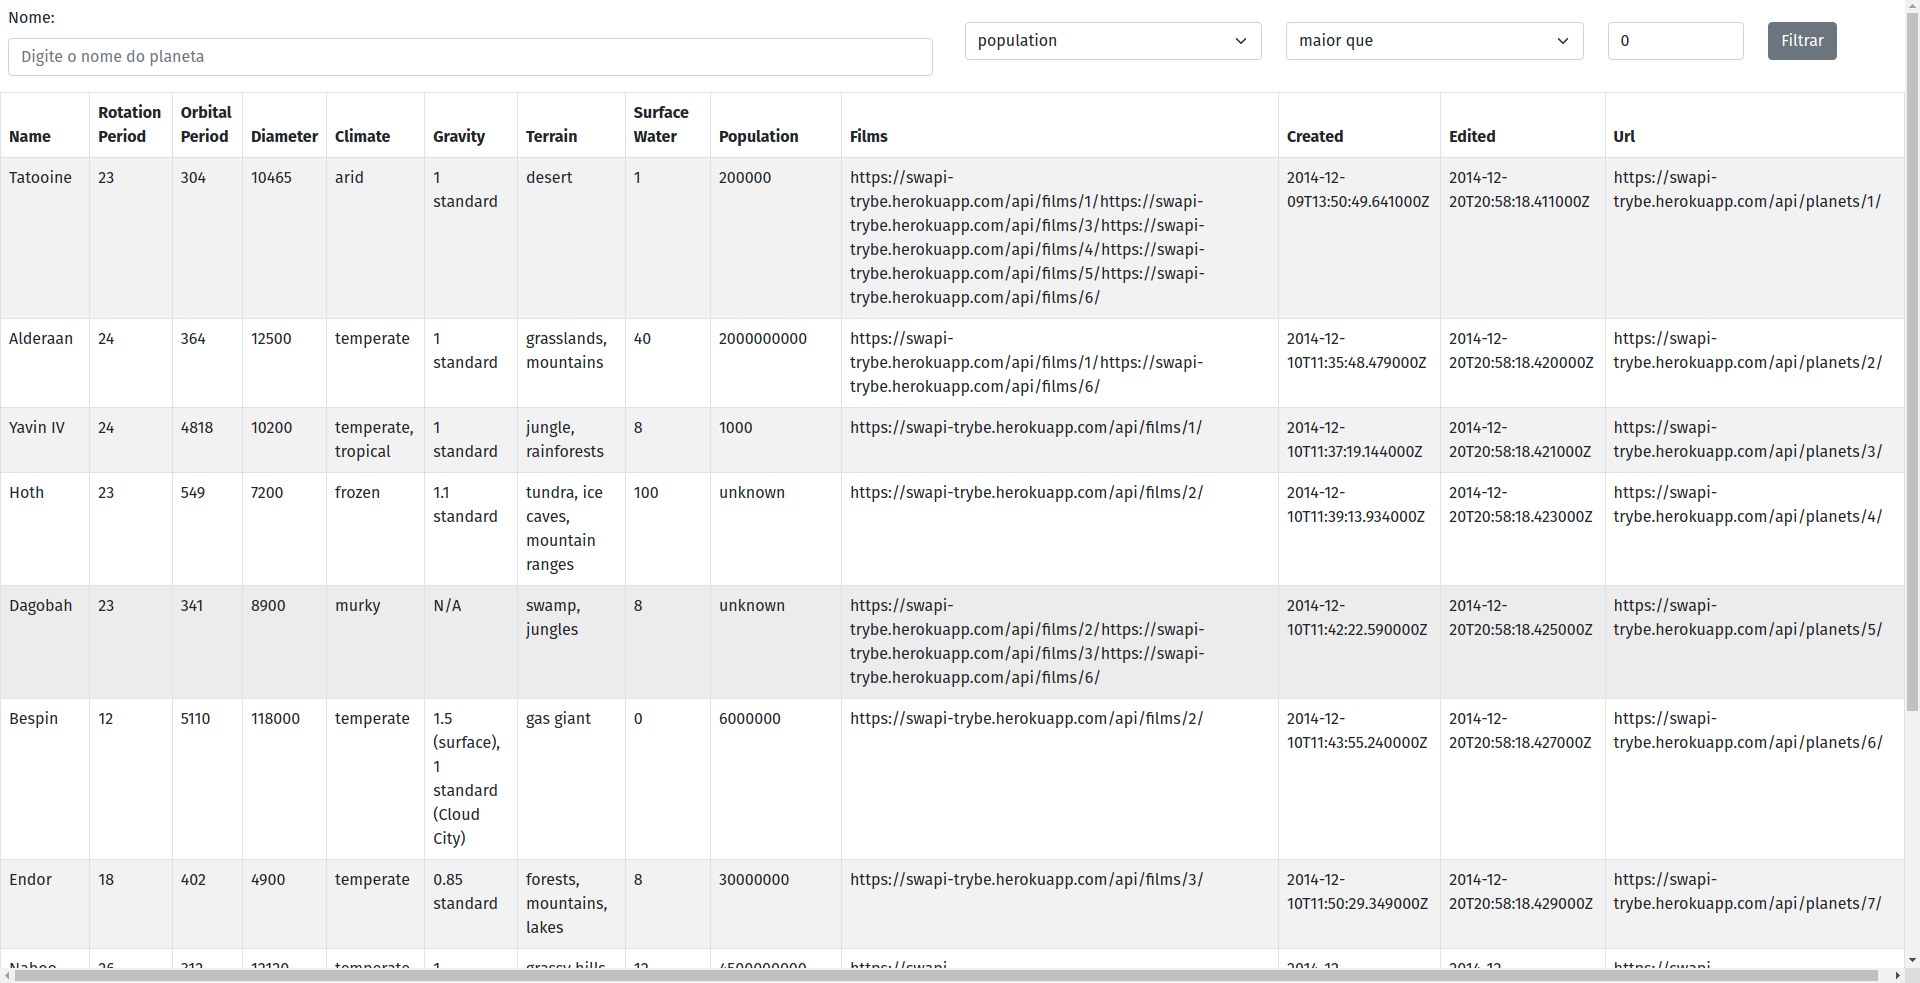 Nome:
Digite o nome do planeta
population
maior que
0
Filtrar
Name
Rotation Period
Orbital Period
Diameter
Climate
Gravity
Terrain
Surface Water
Population
Films
Created
Edited
Url
Tatooine
23
304
10465
arid
1
standard
desert
1
200000
https://swapi-
trybe.herokuapp.com/api/films/1/https://swapi-
trybe.herokuapp.com/api/films/3/https://swapi-
trybe.herokuapp.com/api/films/4/https://swapi-
trybe.herokuapp.com/api/films/5/https://swapi-
trybe.herokuapp.com/api/films/6/
2014-12-
09T13:50:49.641000Z
2014-12-
20T20:58:18.411000Z
https://swapi-
trybe.herokuapp.com/api/planets/1/
Alderaan
24
364
12500
temperate
1
standard
grasslands,
mountains
40
2000000000
https://swapi-
trybe.herokuapp.com/api/films/1/https://swapi-
trybe.herokuapp.com/api/films/6/
2014-12-
10T11:35:48.479000Z
2014-12-
20T20:58:18.420000Z
https://swapi-
trybe.herokuapp.com/api/planets/2/
Yavin IV
24
4818
10200
temperate,
tropical
1
standard
jungle,
rainforests
8
1000
https://swapi-trybe.herokuapp.com/api/films/1/
2014-12-
10T11:37:19.144000Z
2014-12-
20T20:58:18.421000Z
https://swapi-
trybe.herokuapp.com/api/planets/3/
Hoth
23
549
7200
frozen
1.1
standard
tundra, ice
caves,
mountain
ranges
100
unknown
https://swapi-trybe.herokuapp.com/api/films/2/
2014-12-
10T11:39:13.934000Z
2014-12-
20T20:58:18.423000Z
https://swapi-
trybe.herokuapp.com/api/planets/4/
Dagobah
23
341
8900
murky
N/A
swamp,
jungles
8
unknown
https://swapi-
trybe.herokuapp.com/api/films/2/https://swapi-
trybe.herokuapp.com/api/films/3/https://swapi-
trybe.herokuapp.com/api/films/6/
2014-12-
10T11:42:22.590000Z
2014-12-
20T20:58:18.425000Z
https://swapi-
trybe.herokuapp.com/api/planets/5/
Bespin
12
5110
118000
temperate
1.5
(surface),
1
standard
(Cloud
City)
gas giant
0
6000000
https://swapi-trybe.herokuapp.com/api/films/2/
2014-12-
10T11:43:55.240000Z
2014-12-
20T20:58:18.427000Z
https://swapi-
trybe.herokuapp.com/api/planets/6/
Endor
18
402
4900
temperate
0.85
standard
forests,
mountains,
lakes
8
30000000
https://swapi-trybe.herokuapp.com/api/films/3/
2014-12-
10T11:50:29.349000Z
2014-12-
20T20:58:18.429000Z
https://swapi-
trybe.herokuapp.com/api/planets/7/
Naboo
26
312
12120
temperate
1
grassy hills,
12
4500000000
https://swapi-
2014-12-
2014-12-
https://swapi-